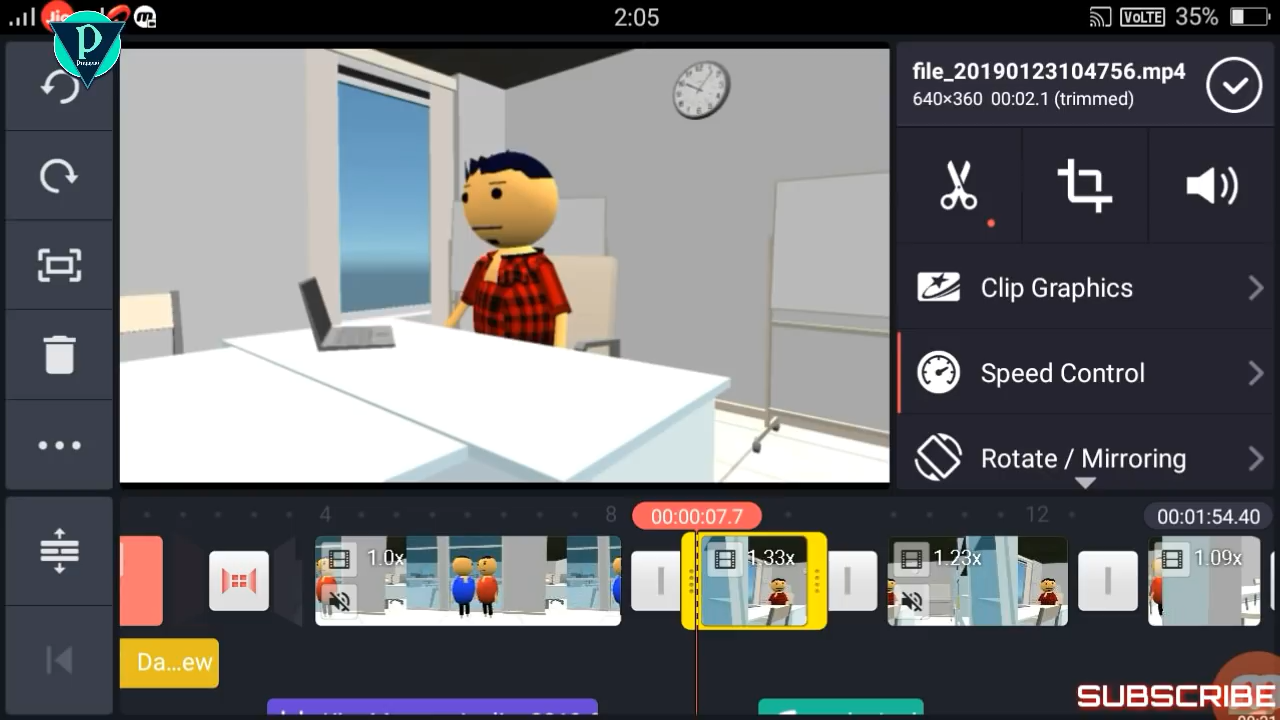 Jio
2:05
VoLTE 35%
P
file_20190123104756.mp4
640×360 00:02.1 (trimmed)
Clip Graphics
Speed Control
Rotate / Mirroring
4
8
00:00:07.7
12
00:01:54.40
1.0x
1.33x
1.23x
1.09x
Da...ew
SUBSCRIBE